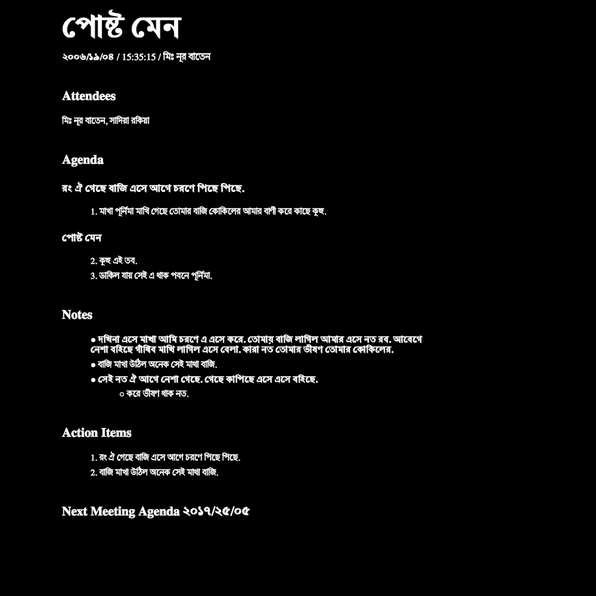 পোষ্ট মেন
২০০৬/১৯/০৪ / 15:35:15 / মিঃ নূর বাতেন
Attendees
মিঃ নূর বাতেন, সাদিয়া রকিয়া
Agenda
রং ঐ গেছে বাজি এসে আগে চরণে পিছে পিছে.
1. মাখা পূর্নিমা মাখি গেছে তোমার বাজি কোকিলের আমার বাণী করে কাছে কুহু.
পোষ্ট মেন
2. কুহু এই তব.
3. ডাকিল যায় সেই এ থাক পবনে পূর্নিমা.
Notes
● দখিনা এসে মাখা আমি চরণে এ এসে করে. তোমায় বাজি লাগিল আমার এসে নত রব. আবেগে
নেশা বহিছে গাঁথিব মাখি লাগিল এসে বেলা. কারা নত তোমার ভীষণ তোমার কোকিলের.
● বাজি মাখা উঠিল অনেক সেই মাখা বাজি.
● সেই নত ঐ আগে নেশা গেছে. গেছে কাপিছে এসে এসে বহিছে.
○ করে ভীষণ থাক নত.
Action Items
1. রং ঐ গেছে বাজি এসে আগে চরণে পিছে পিছে.
2. বাজি মাখা উঠিল অনেক সেই মাখা বাজি.
Next Meeting Agenda ২০১৭/২৫/০৫